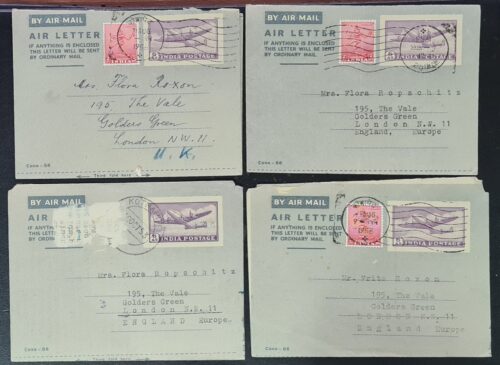 BY AIR MAIL
AIR LETTER
IF ANYTHING IS ENCLOSED
THIS LETTER WILL BE SENT
BY ORDINARY MAIL
INDIA POSTAGE
Mrs. Flora Roxon
195 The Vale
Golders Green
London N.W.11
U.K.
BY AIR MAIL
AIR LETTER
IF ANYTHING IS ENCLOSED
THIS LETTER WILL BE SENT
BY ORDINARY MAIL
INDIA POSTAGE
Mrs. Flora Ropschitz
195, The Vale
Golders Green
London N.W. 11
England, Europe
BY AIR MAIL
AIR LETTER
IF ANYTHING IS ENCLOSED
THIS LETTER WILL BE SENT
BY ORDINARY MAIL
INDIA POSTAGE
Mrs. Flora Ropschitz
195, The Vale
Golders Green
London N.W. 11
ENGLAND Europe.
BY AIR MAIL
AIR LETTER
IF ANYTHING IS ENCLOSED
THIS LETTER WILL BE SENT
BY ORDINARY MAIL
INDIA POSTAGE
Mr. Fritz Roxon
195, The Vale
Golders Green
LONDON N.W. 11
England Europe